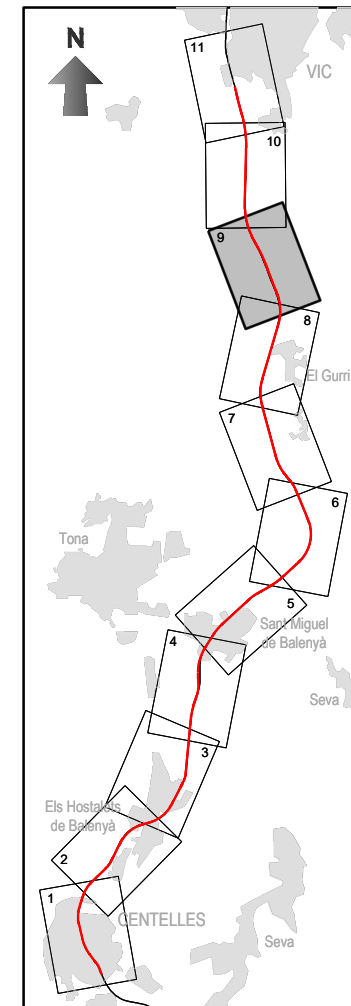 N
11
VIC
10
9
8
El Gurri
7
6
Tona
5
Sant Miguel
de Balenyà
4
Seva
3
Els Hostalets
de Balenyà
2
1
CENTELLES
Seva